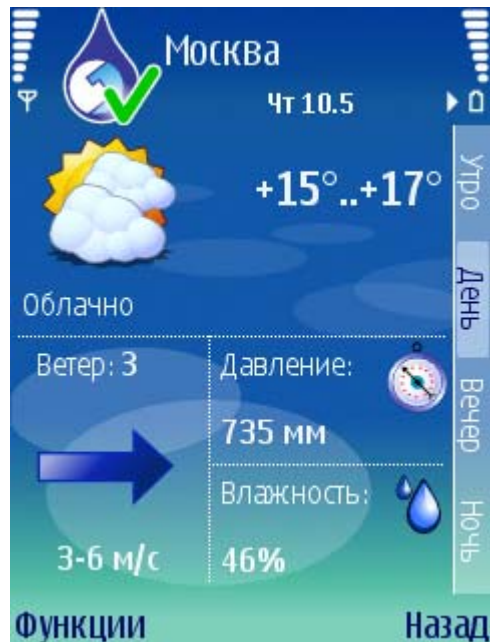 Москва
Чт 10.5
+15°..+17°
Облачно
Ветер: З
3-6 м/с
Давление:
735 мм
Влажность:
46%
Утро
День
Вечер
Ночь
Функции
Назад